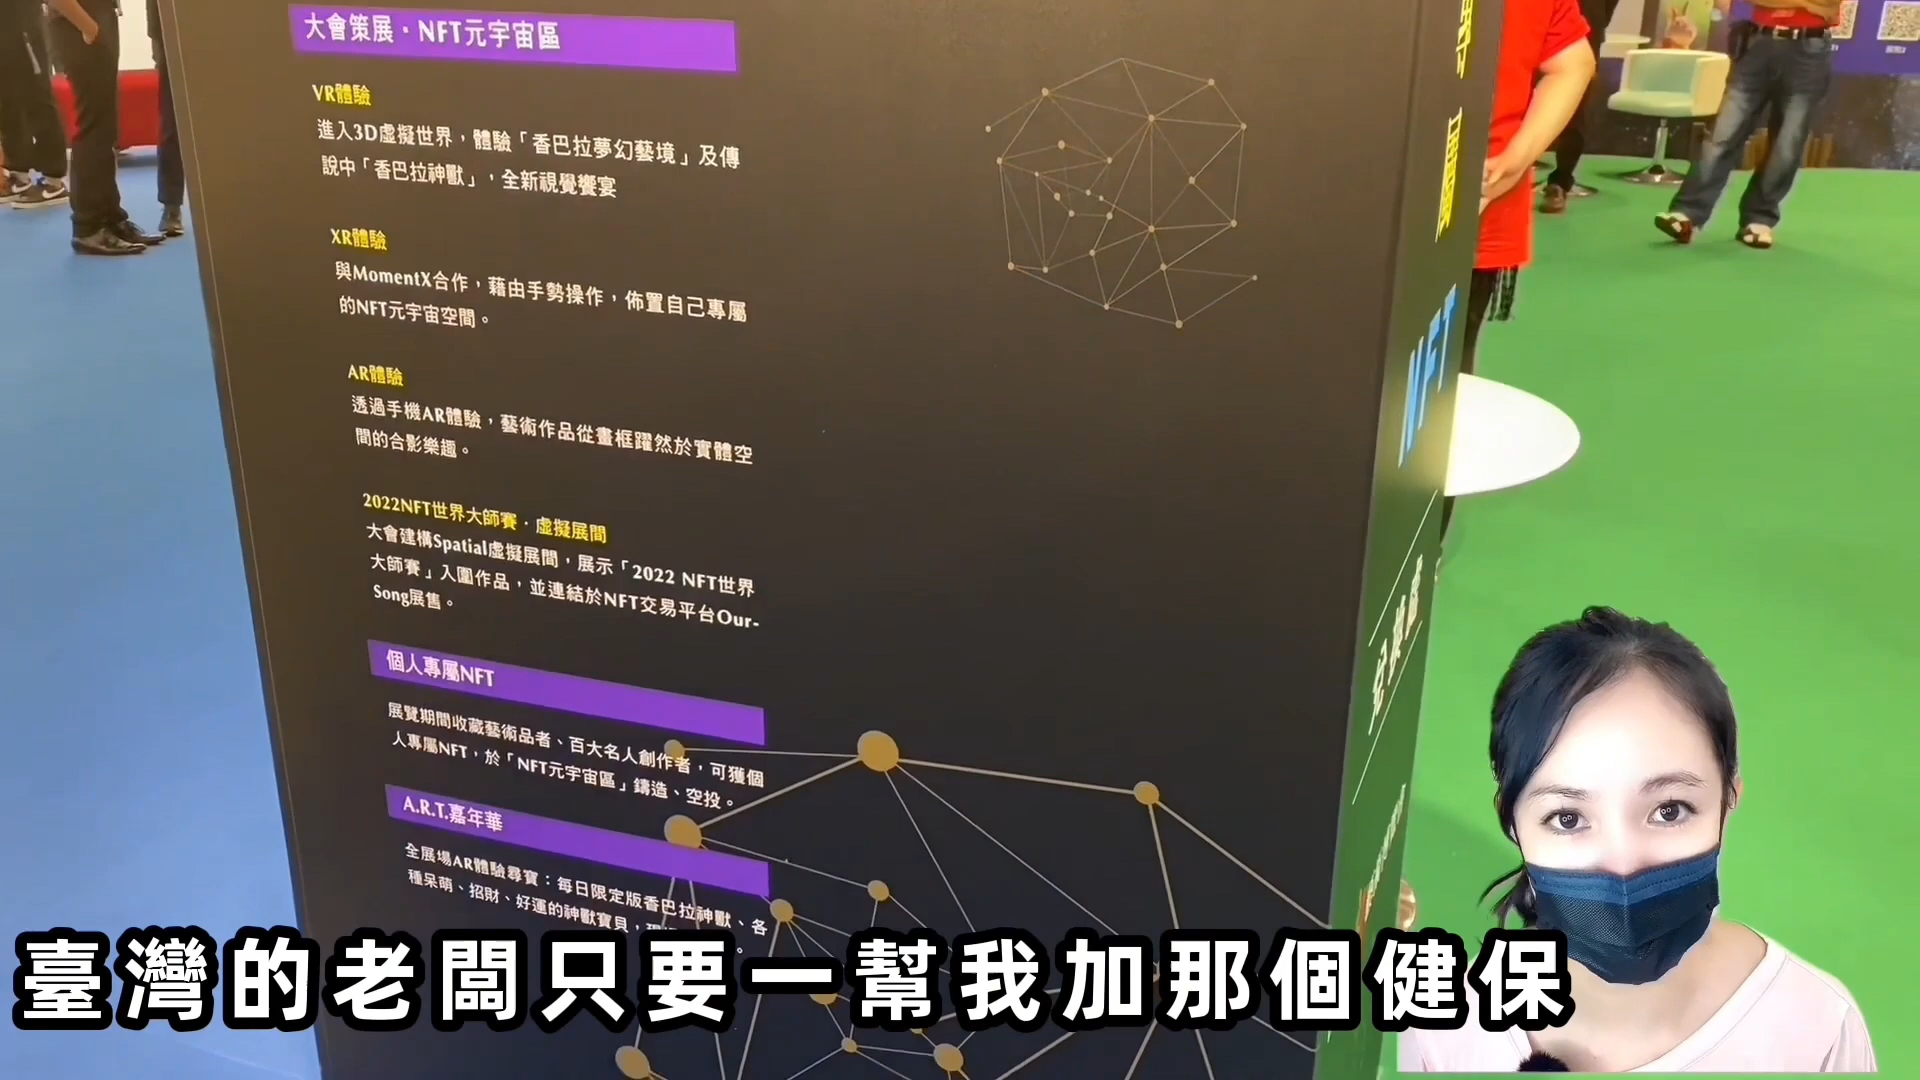 大會策展・NFT元宇宙區
VR體驗
進入3D虛擬世界，體驗「香巴拉夢幻藝境」及傳
說中「香巴拉神獸」，全新視覺饗宴
XR體驗
與MomentX合作，藉由手勢操作，佈置自己專屬
的NFT元宇宙空間。
AR體驗
透過手機AR體驗，藝術作品從畫框躍然於實體空
間的合影樂趣。
2022NFT世界大師賽・虛擬展間
大會建構Spatial虛擬展間，展示「2022 NFT世界
大師賽」入圍作品，並連結於NFT交易平台Our-
Song展售。
個人專屬NFT
展覽期間收藏藝術品者、百大名人創作者，可獲個
人專屬NFT，於「NFT元宇宙區」鑄造、空投。
A.R.T.嘉年華
全展場AR體驗尋寶：每日限定版香巴拉神獸、各
種呆萌、招財、好運的神獸寶貝，
NFT
臺灣的老闆只要一幫我加那個健保